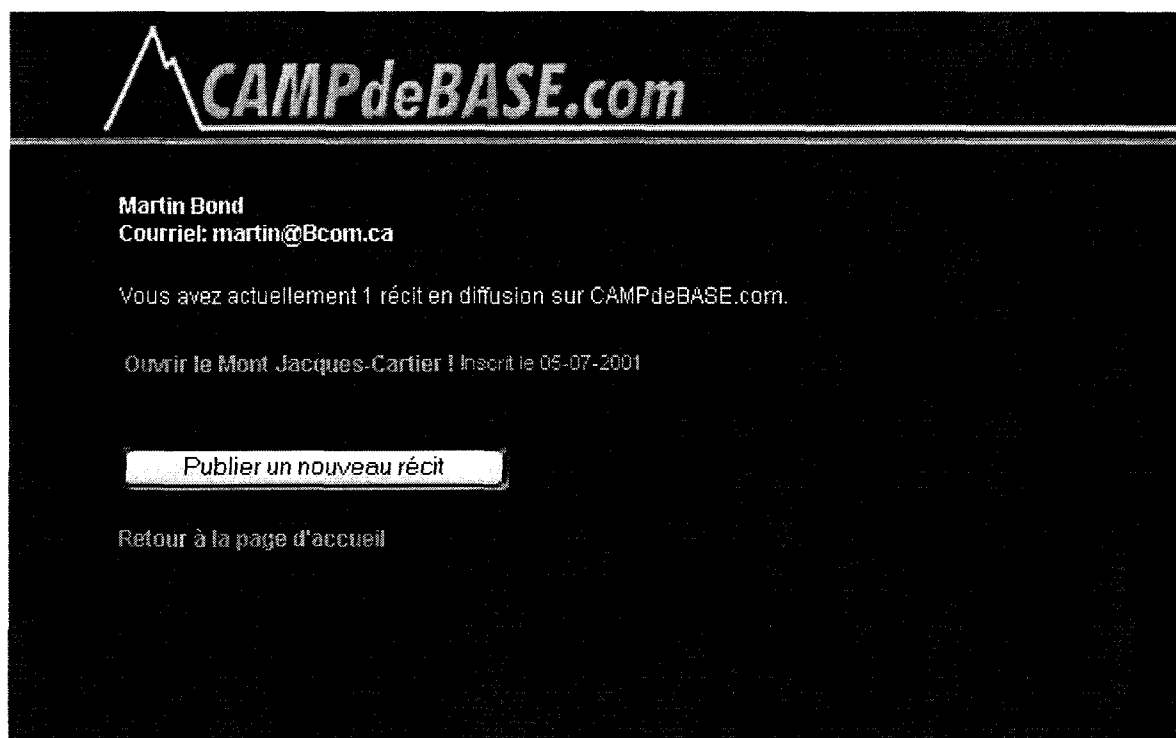 CAMPdeBASE.com
Martin Bond
Courriel: martin@Bcom.ca
Vous avez actuellement 1 récit en diffusion sur CAMPdeBASE.com.
Ouvrir le Mont Jacques-Cartier ! Inscrit le 05-07-2001
Publier un nouveau récit
Retour à la page d'accueil